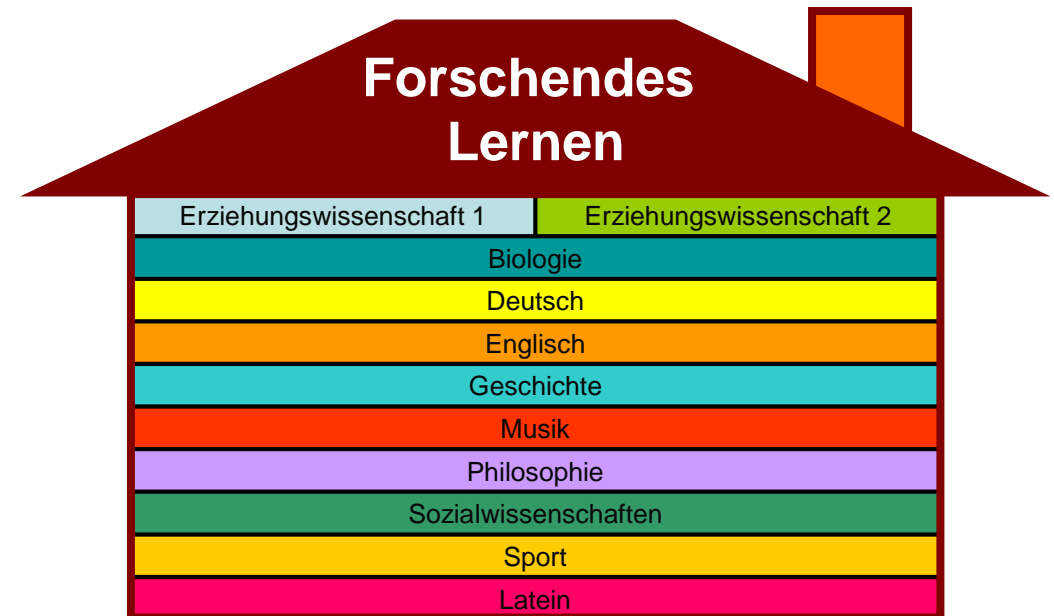 Forschendes
Lernen
Erziehungswissenschaft 1 Erziehungswissenschaft 2
Biologie
Deutsch
Englisch
Geschichte
Musik
Philosophie
Sozialwissenschaften
Sport
Latein